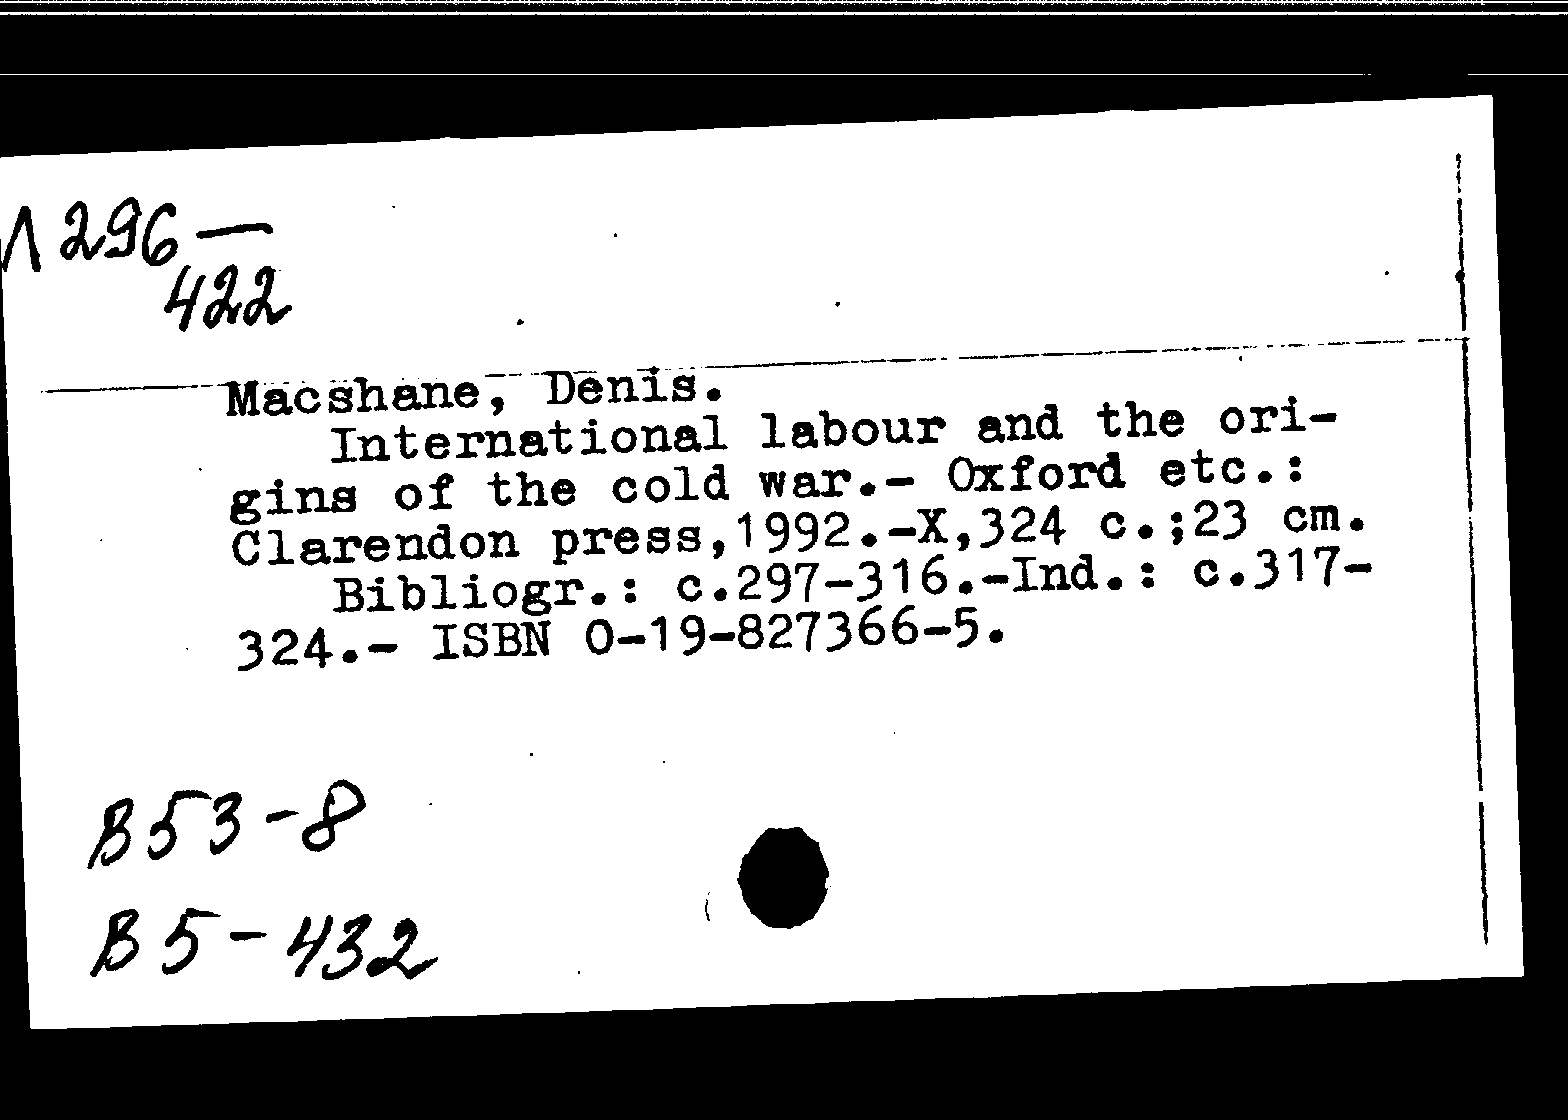 Л 296—
422
Macshane, Denis.
International labour and the ori-
gins of the cold war.- Oxford etc.:
Clarendon press,1992.-X,324 c.;23 cm.
Bibliogr.: c.297-316.-Ind.: c.317-
324.- ISBN 0-19-827366-5.
В53-8
В5-432